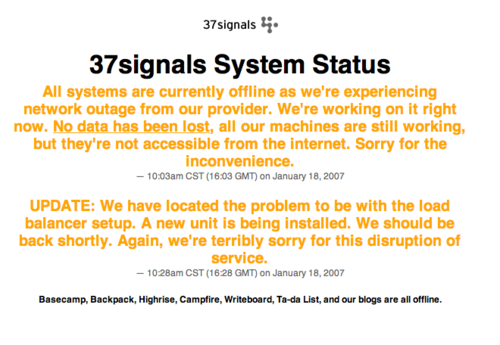 37signals
37signals System Status
All systems are currently offline as we're experiencing
network outage from our provider. We're working on it right
now. No data has been lost, all our machines are still working,
but they're not accessible from the internet. Sorry for the
inconvenience.
— 10:03am CST (16:03 GMT) on January 18, 2007
UPDATE: We have located the problem to be with the load
balancer setup. A new unit is being installed. We should be
back shortly. Again, we're terribly sorry for this disruption of
service.
— 10:28am CST (16:28 GMT) on January 18, 2007
Basecamp, Backpack, Highrise, Campfire, Writeboard, Ta-da List, and our blogs are all offline.